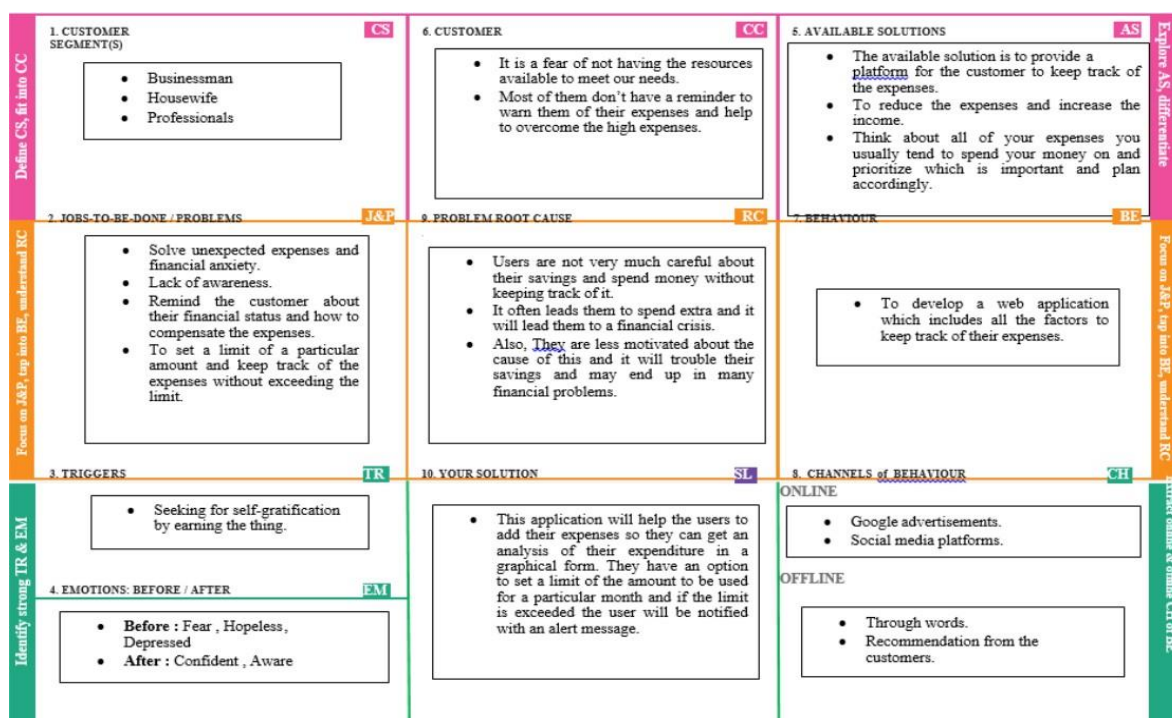 Define CS, fit into CC
1. CUSTOMER
SEGMENT(S)
CS
• Businessman
• Housewife
• Professionals
6. CUSTOMER
CC
• It is a fear of not having the resources
available to meet our needs.
• Most of them don’t have a reminder to
warn them of their expenses and help
to overcome the high expenses.
5. AVAILABLE SOLUTIONS
AS
• The available solution is to provide a
platform for the customer to keep track of
the expenses.
• To reduce the expenses and increase the
income.
• Think about all of your expenses you
usually tend to spend your money on and
prioritize which is important and plan
accordingly.
Explore AS, differentiate
Focus on J&P, tap into BE, understand RC
2. JOBS-TO-BE-DONE / PROBLEMS
J&P
• Solve unexpected expenses and
financial anxiety.
• Lack of awareness.
• Remind the customer about
their financial status and how to
compensate the expenses.
• To set a limit of a particular
amount and keep track of the
expenses without exceeding the
limit.
9. PROBLEM ROOT CAUSE
RC
• Users are not very much careful about
their savings and spend money without
keeping track of it.
• It often leads them to spend extra and it
will lead them to a financial crisis.
• Also, They are less motivated about the
cause of this and it will trouble their
savings and may end up in many
financial problems.
7. BEHAVIOUR
BE
• To develop a web application
which includes all the factors to
keep track of their expenses.
Focus on J&P, tap into BE, understand RC
Identify strong TR & EM
3. TRIGGERS
TR
• Seeking for self-gratification
by earning the thing.
4. EMOTIONS: BEFORE / AFTER
EM
• Before : Fear , Hopeless,
Depressed
• After : Confident , Aware
10. YOUR SOLUTION
SL
• This application will help the users to
add their expenses so they can get an
analysis of their expenditure in a
graphical form. They have an option
to set a limit of the amount to be used
for a particular month and if the limit
is exceeded the user will be notified
with an alert message.
8. CHANNELS of BEHAVIOUR
CH
ONLINE
• Google advertisements.
• Social media platforms.
OFFLINE
• Through words.
• Recommendation from the
customers.